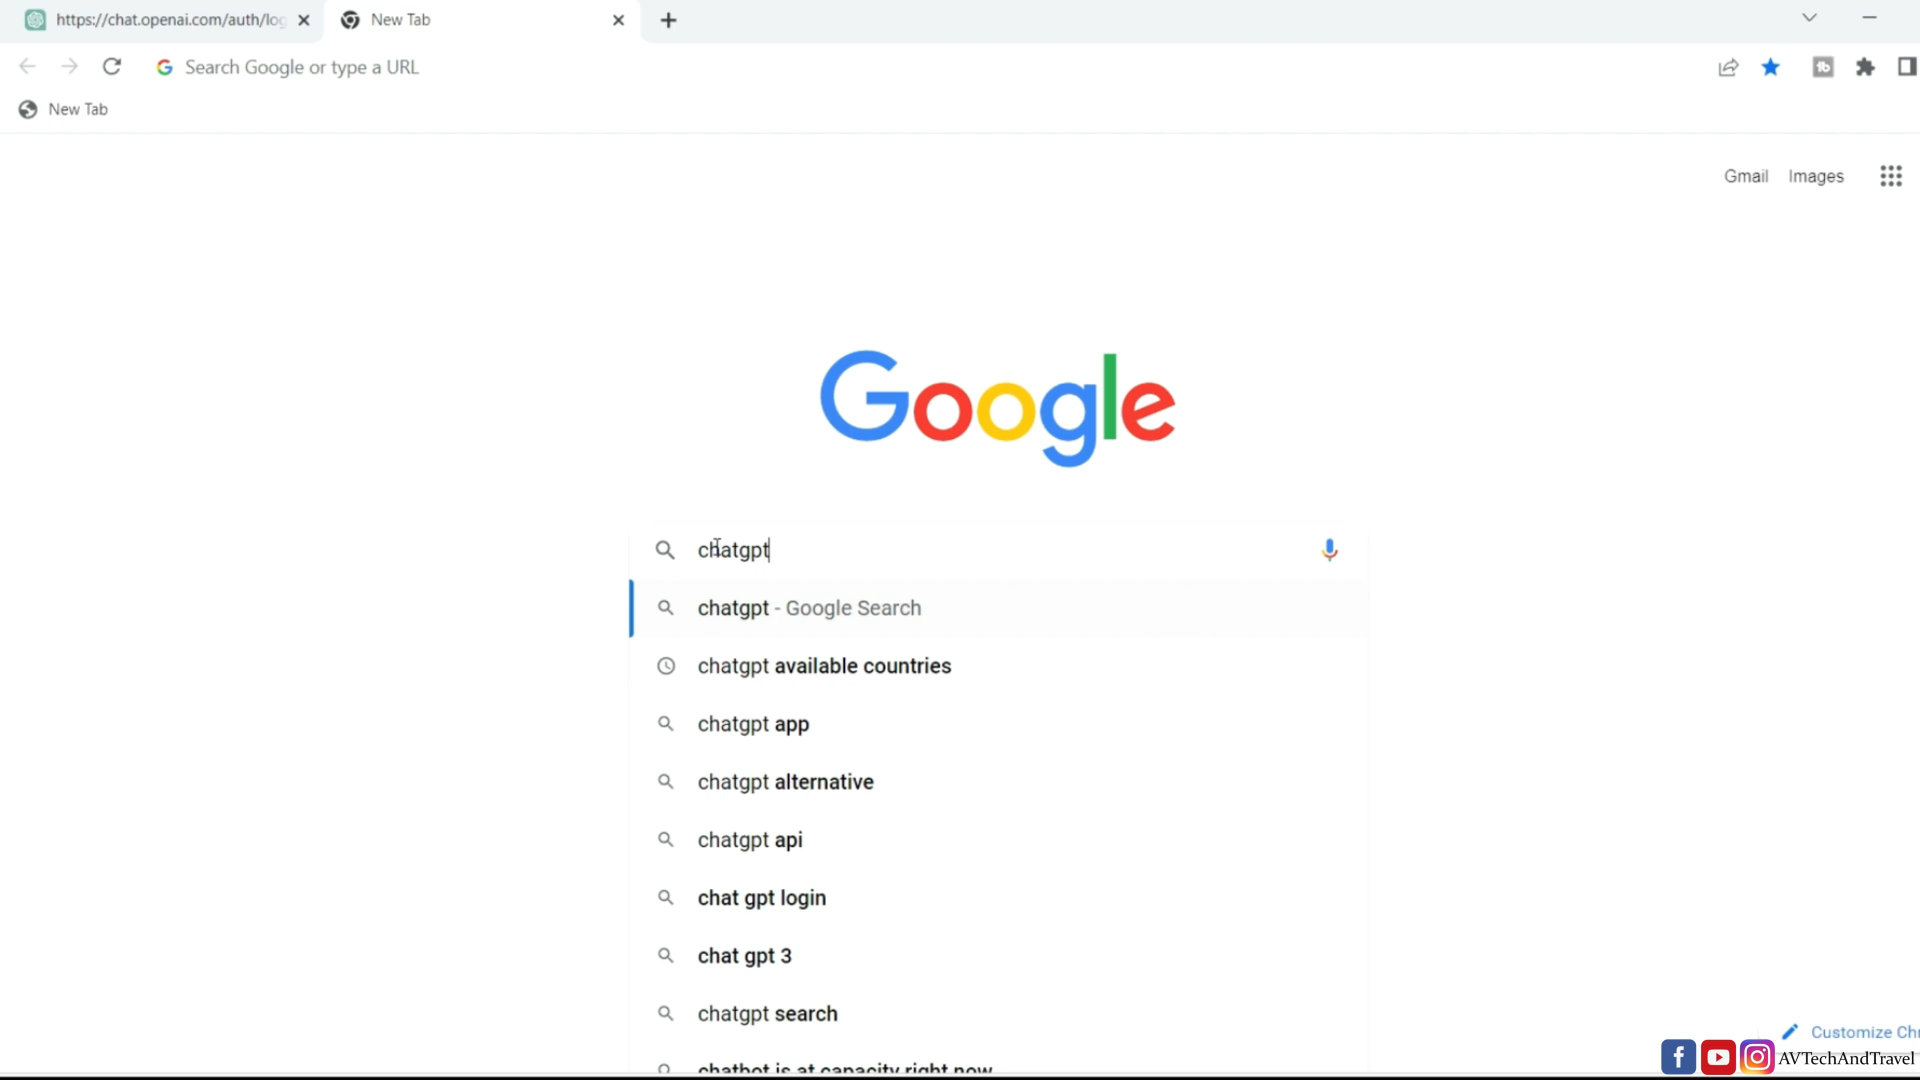 https://chat.openai.com/auth/log
New Tab
Search Google or type a URL
New Tab
Gmail Images
Google
chatgpt
chatgpt - Google Search
chatgpt available countries
chatgpt app
chatgpt alternative
chatgpt api
chat gpt login
chat gpt 3
chatgpt search
chatbot is at capacity right now
Customize Chr
AVTechAndTravel